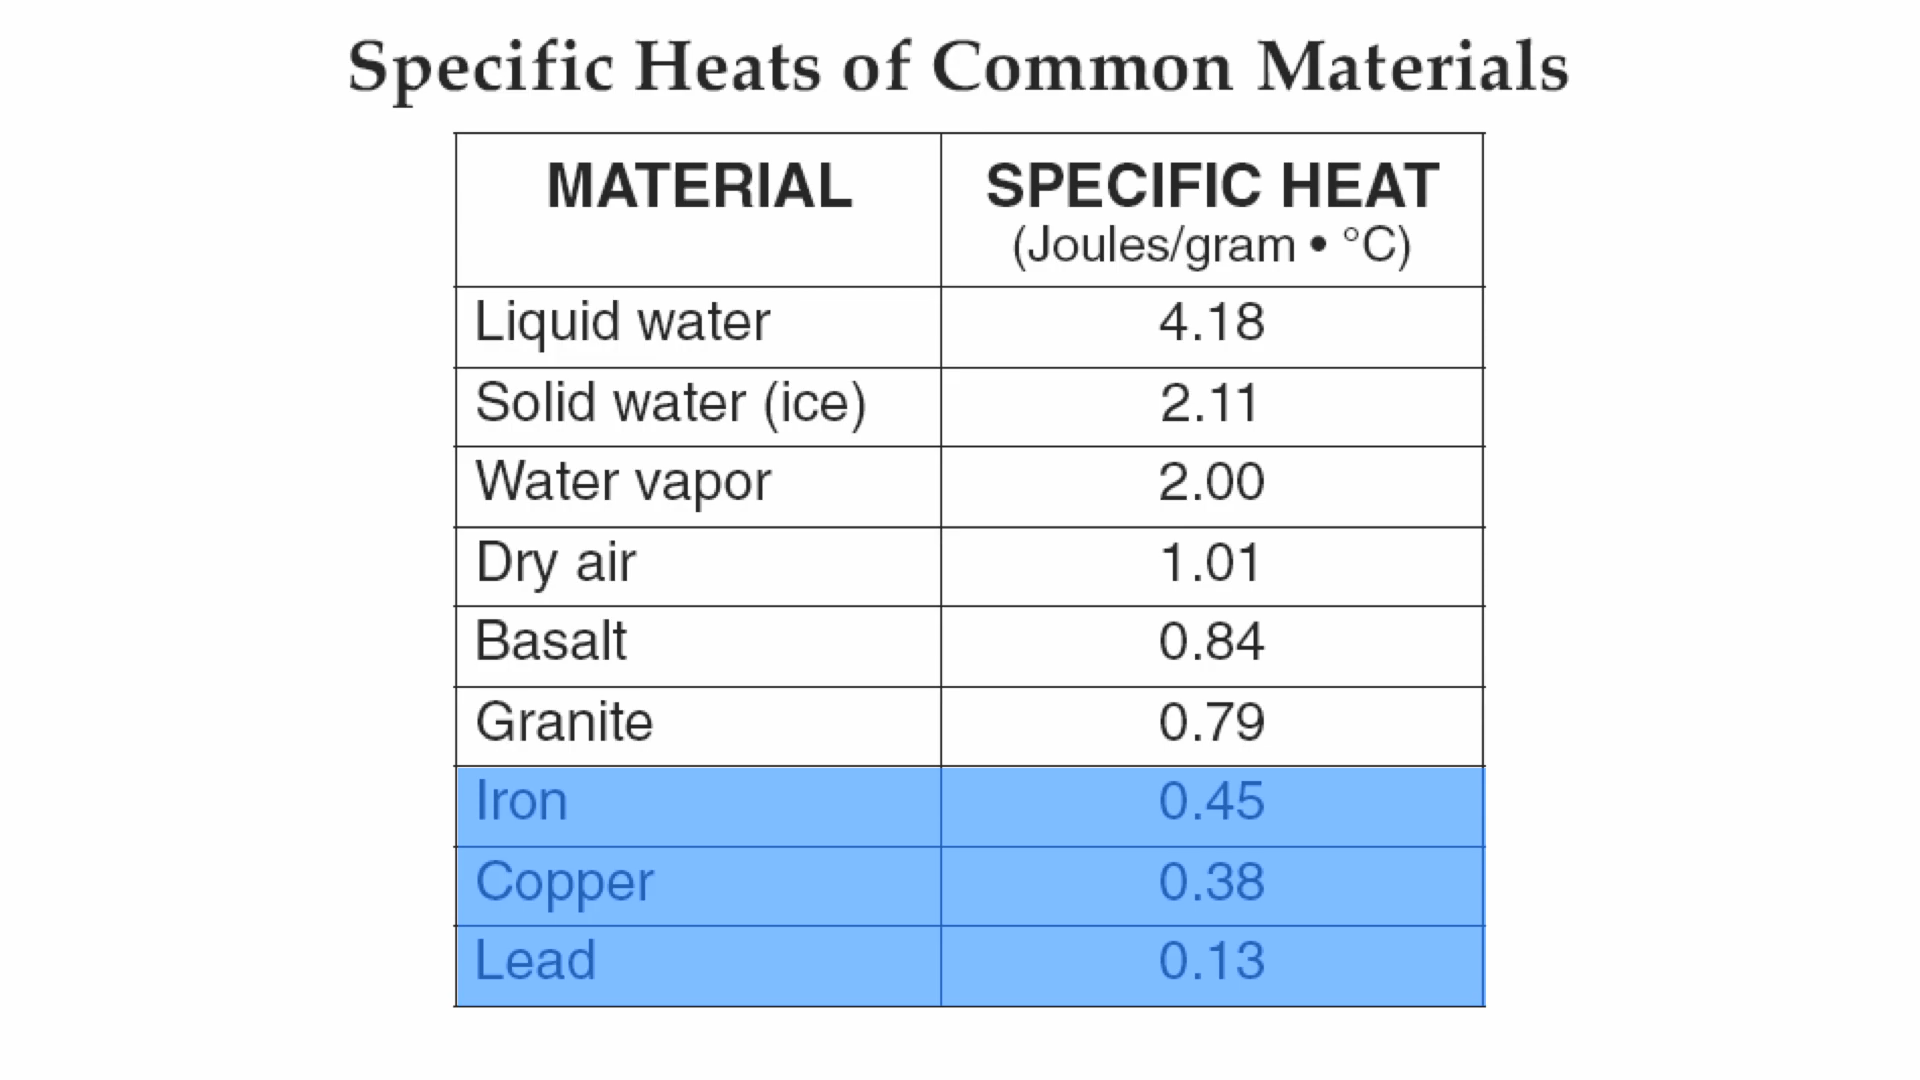 Specific Heats of Common Materials
MATERIAL SPECIFIC HEAT
(Joules/gram • °C)
Liquid water 4.18
Solid water (ice) 2.11
Water vapor 2.00
Dry air 1.01
Basalt 0.84
Granite 0.79
Iron 0.45
Copper 0.38
Lead 0.13